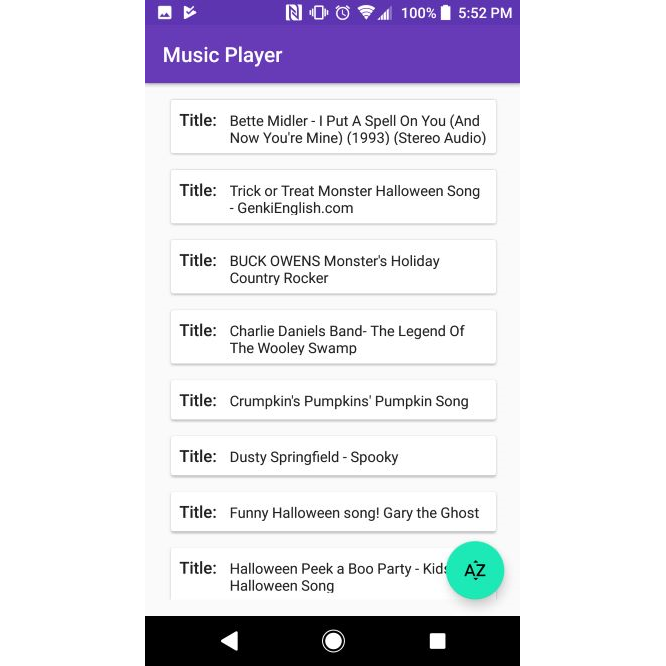 100% 5:52 PM
Music Player
Title: Bette Midler - I Put A Spell On You (And
Now You're Mine) (1993) (Stereo Audio)
Title: Trick or Treat Monster Halloween Song
- GenkiEnglish.com
Title: BUCK OWENS Monster's Holiday
Country Rocker
Title: Charlie Daniels Band- The Legend Of
The Wooley Swamp
Title: Crumpkin's Pumpkins' Pumpkin Song
Title: Dusty Springfield - Spooky
Title: Funny Halloween song! Gary the Ghost
Title: Halloween Peek a Boo Party - Kids
Halloween Song
AZ